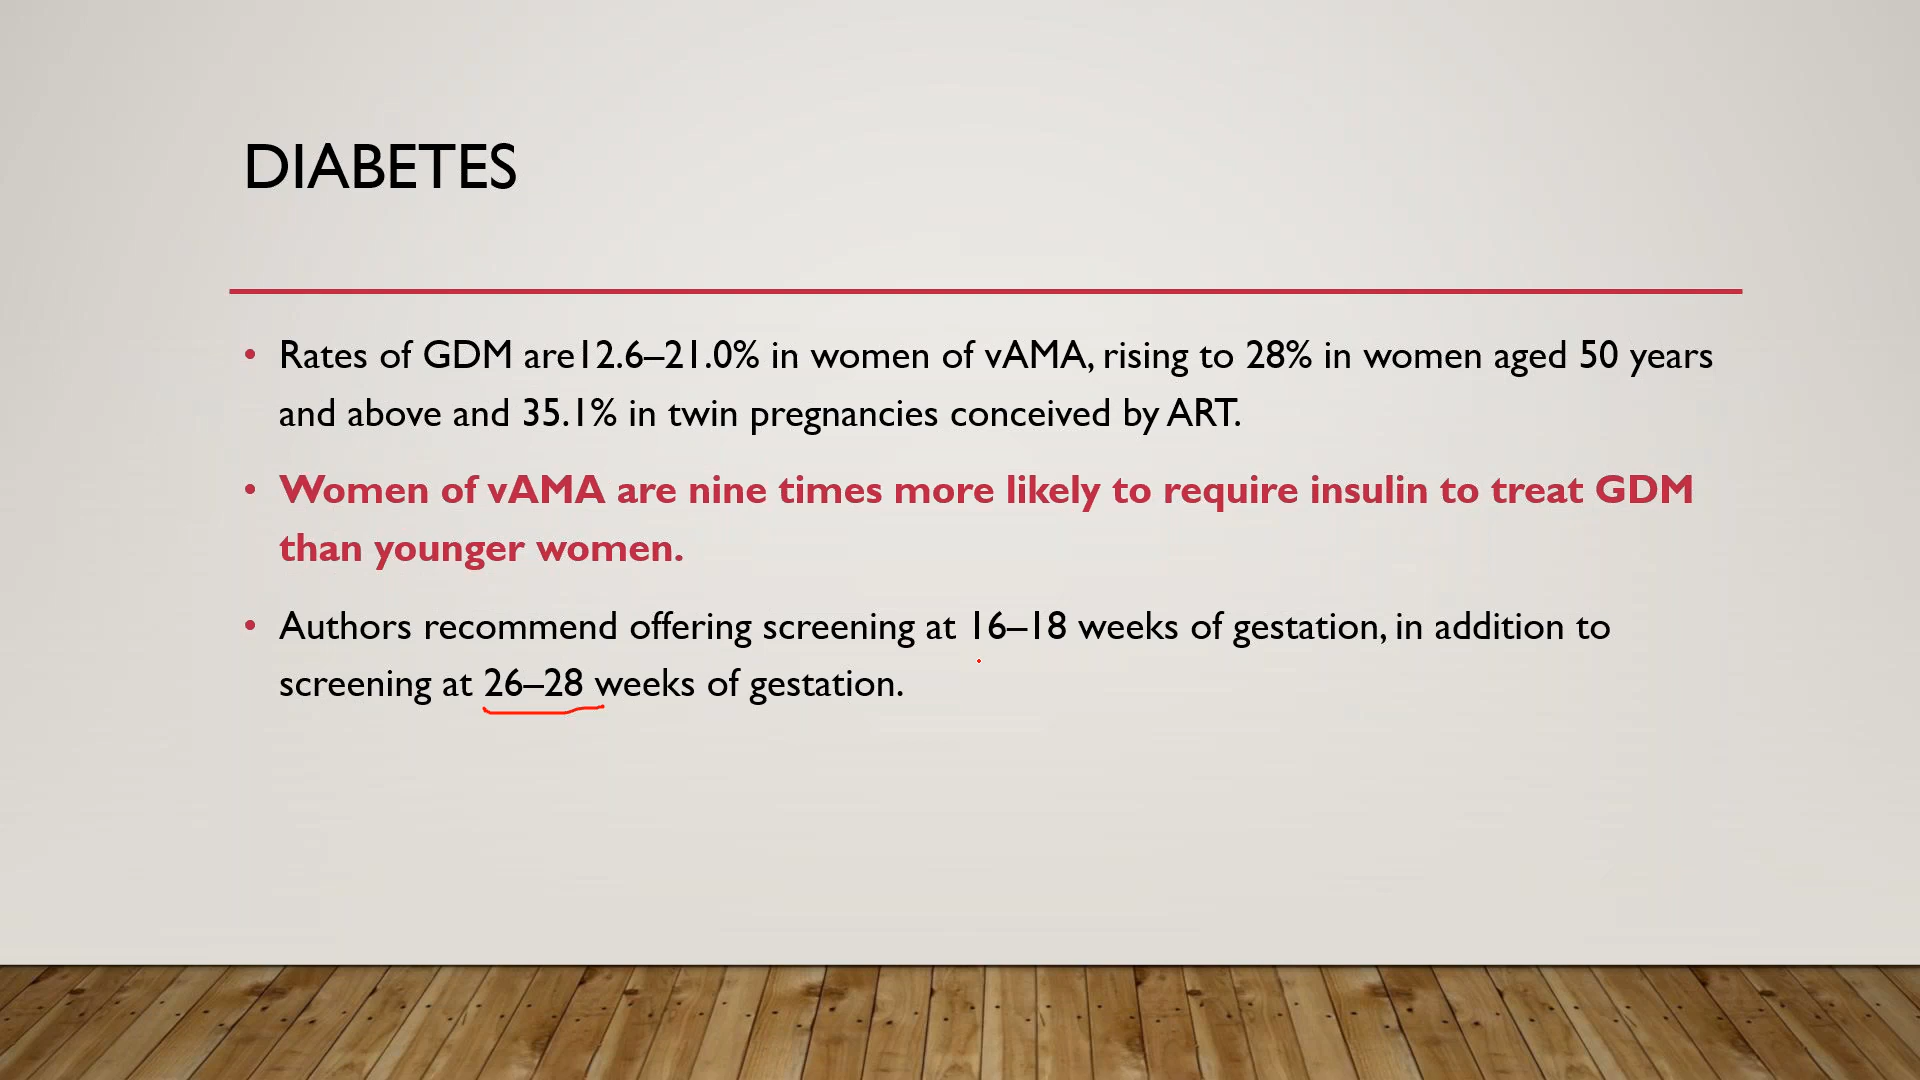 DIABETES
• Rates of GDM are12.6–21.0% in women of vAMA, rising to 28% in women aged 50 years
and above and 35.1% in twin pregnancies conceived by ART.
• Women of vAMA are nine times more likely to require insulin to treat GDM
than younger women.
• Authors recommend offering screening at 16–18 weeks of gestation, in addition to
screening at 26–28 weeks of gestation.